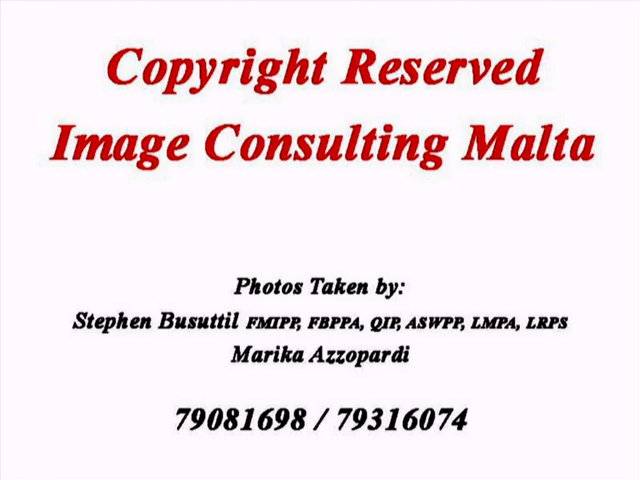 Copyright Reserved
Image Consulting Malta
Photos Taken by:
Stephen Busuttil FMIPP, FBPPA, QIP, ASWPP, LMPA, LRPS
Marika Azzopardi
79081698 / 79316074